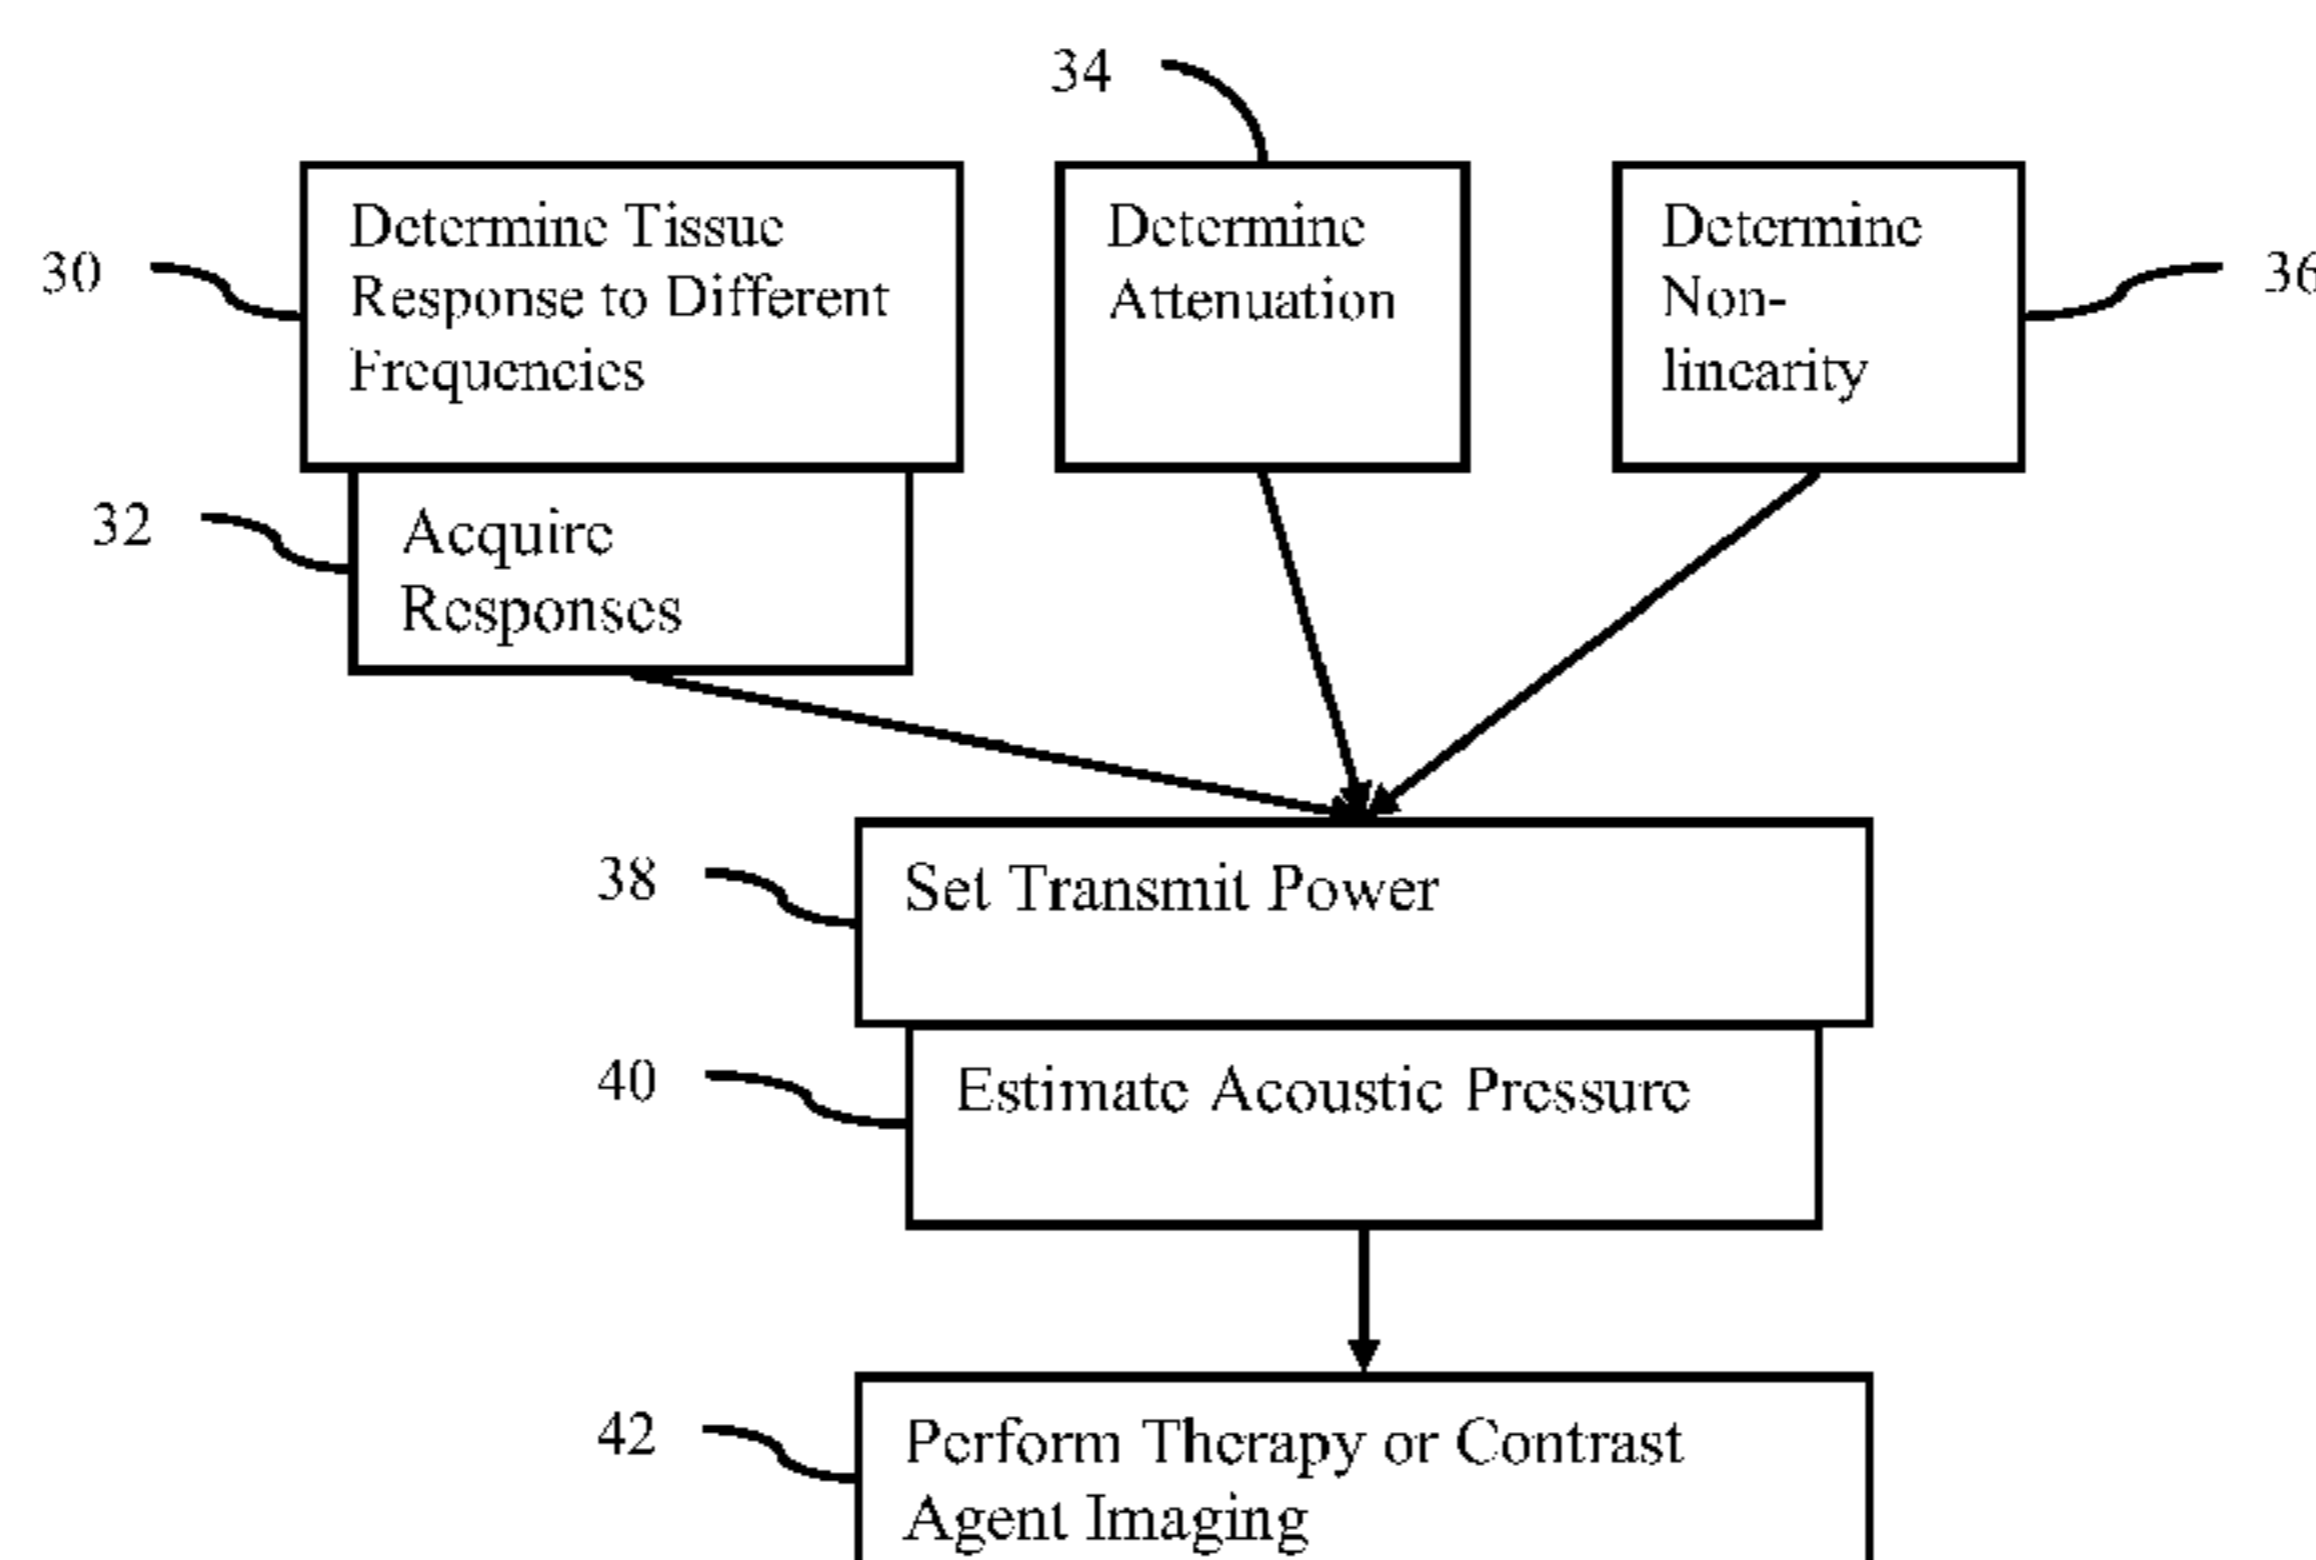 34
Determine Tissue
Response to Different
Frequencies
Determine
Attenuation
Determine
Non-
linearity
30
36
32
Acquire
Responses
38
Set Transmit Power
40
Estimate Acoustic Pressure
42
Perform Therapy or Contrast
Agent Imaging